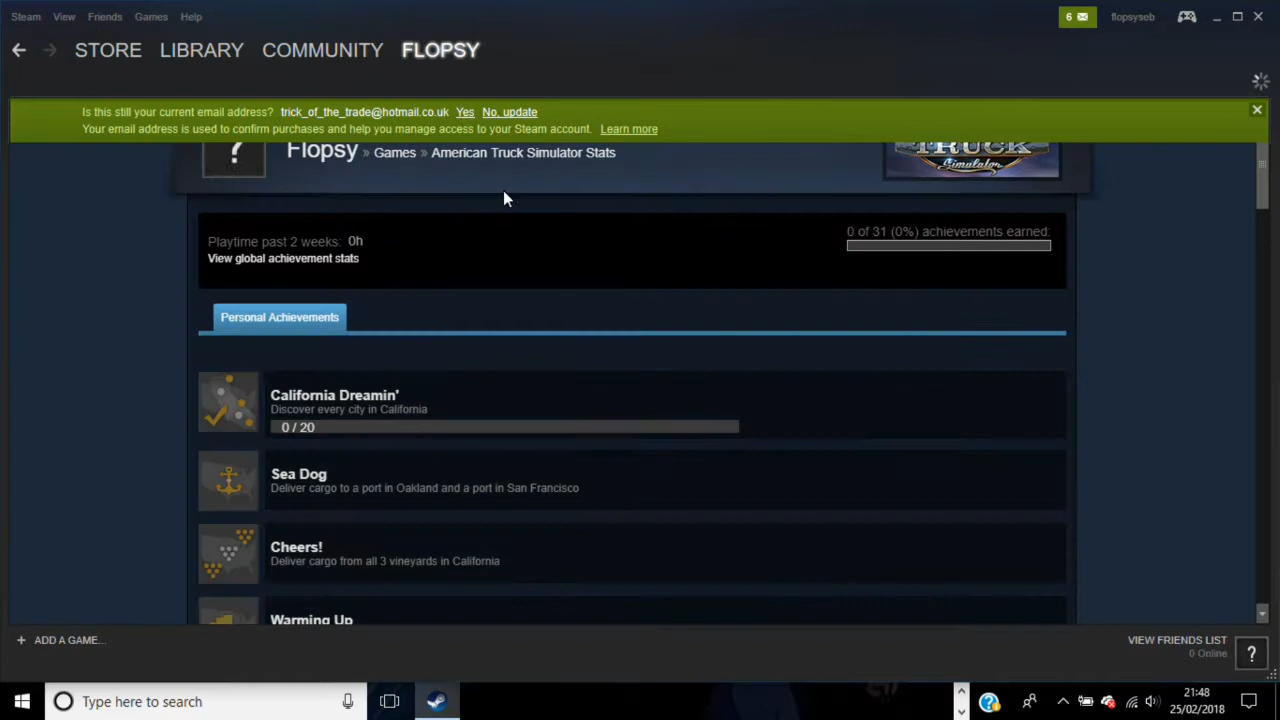 Steam View Friends Games Help 6 flopsyseb
STORE LIBRARY COMMUNITY FLOPSY
Is this still your current email address? trick_of_the_trade@hotmail.co.uk Yes No, update
Your email address is used to confirm purchases and help you manage access to your Steam account. Learn more
? Flopsy » Games » American Truck Simulator Stats
TRUCK
Simulator
Playtime past 2 weeks: 0h
0 of 31 (0%) achievements earned:
View global achievement stats
Personal Achievements
California Dreamin'
Discover every city in California
0 / 20
Sea Dog
Deliver cargo to a port in Oakland and a port in San Francisco
Cheers!
Deliver cargo from all 3 vineyards in California
Warming Up
+ ADD A GAME...
VIEW FRIENDS LIST
0 Online
?
Type here to search
21:48
25/02/2018